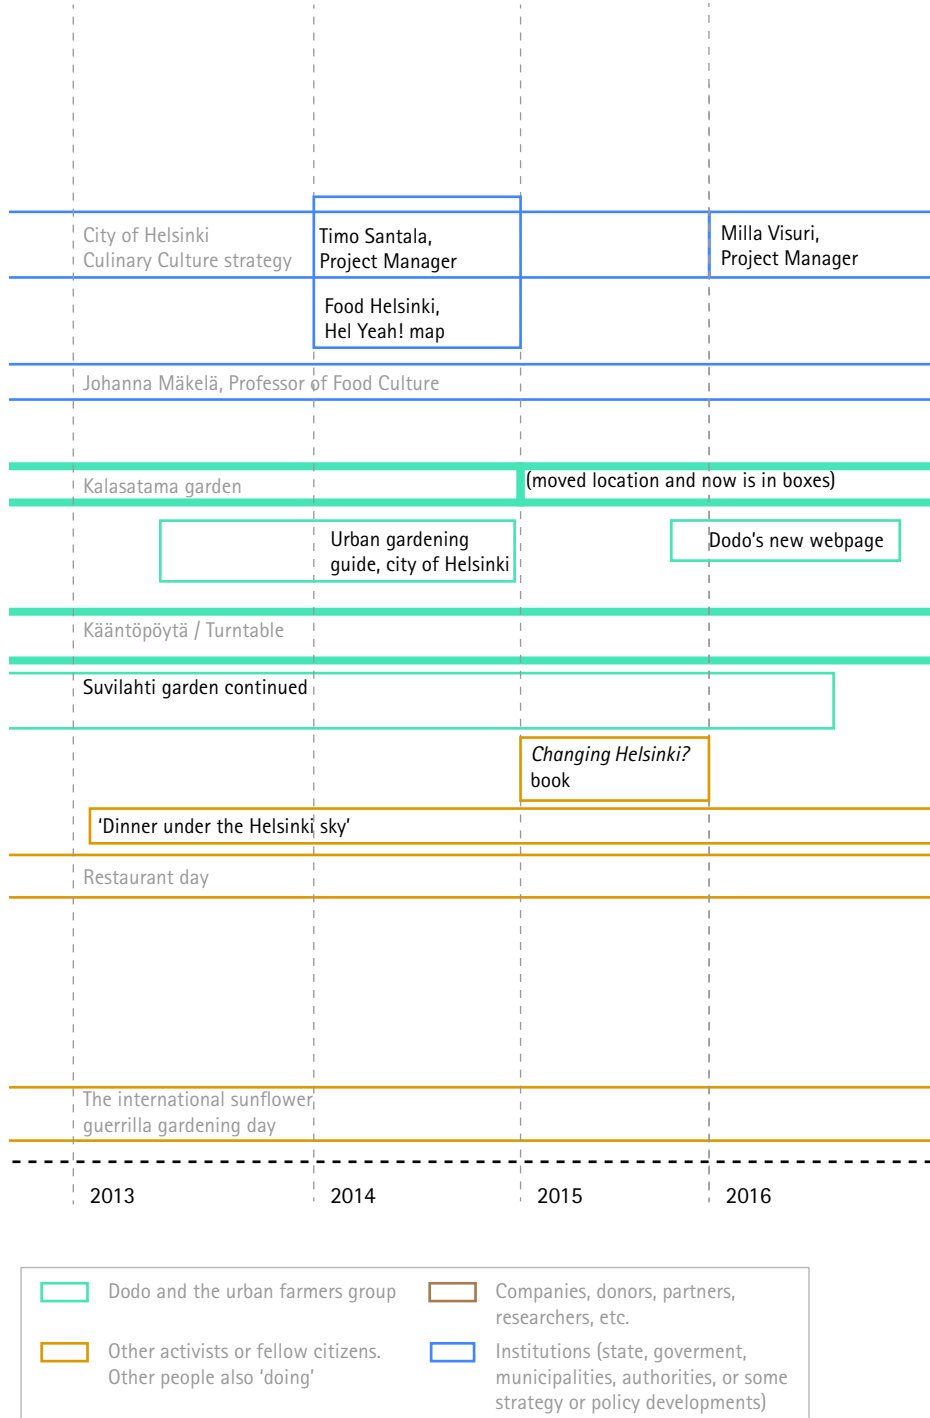 City of Helsinki
Culinary Culture strategy
Timo Santala,
Project Manager
Milla Visuri,
Project Manager
Food Helsinki,
Hel Yeah! map
Johanna Mäkelä, Professor of Food Culture
Kalasatama garden
(moved location and now is in boxes)
Urban gardening
guide, city of Helsinki
Dodo's new webpage
Kääntöpöytä / Turntable
Suvilahti garden continued
Changing Helsinki?
book
‘Dinner under the Helsinki sky’
Restaurant day
The international sunflower
guerrilla gardening day
2013
2014
2015
2016
Dodo and the urban farmers group
Companies, donors, partners,
researchers, etc.
Other activists or fellow citizens.
Other people also ‘doing’
Institutions (state, goverment,
municipalities, authorities, or some
strategy or policy developments)